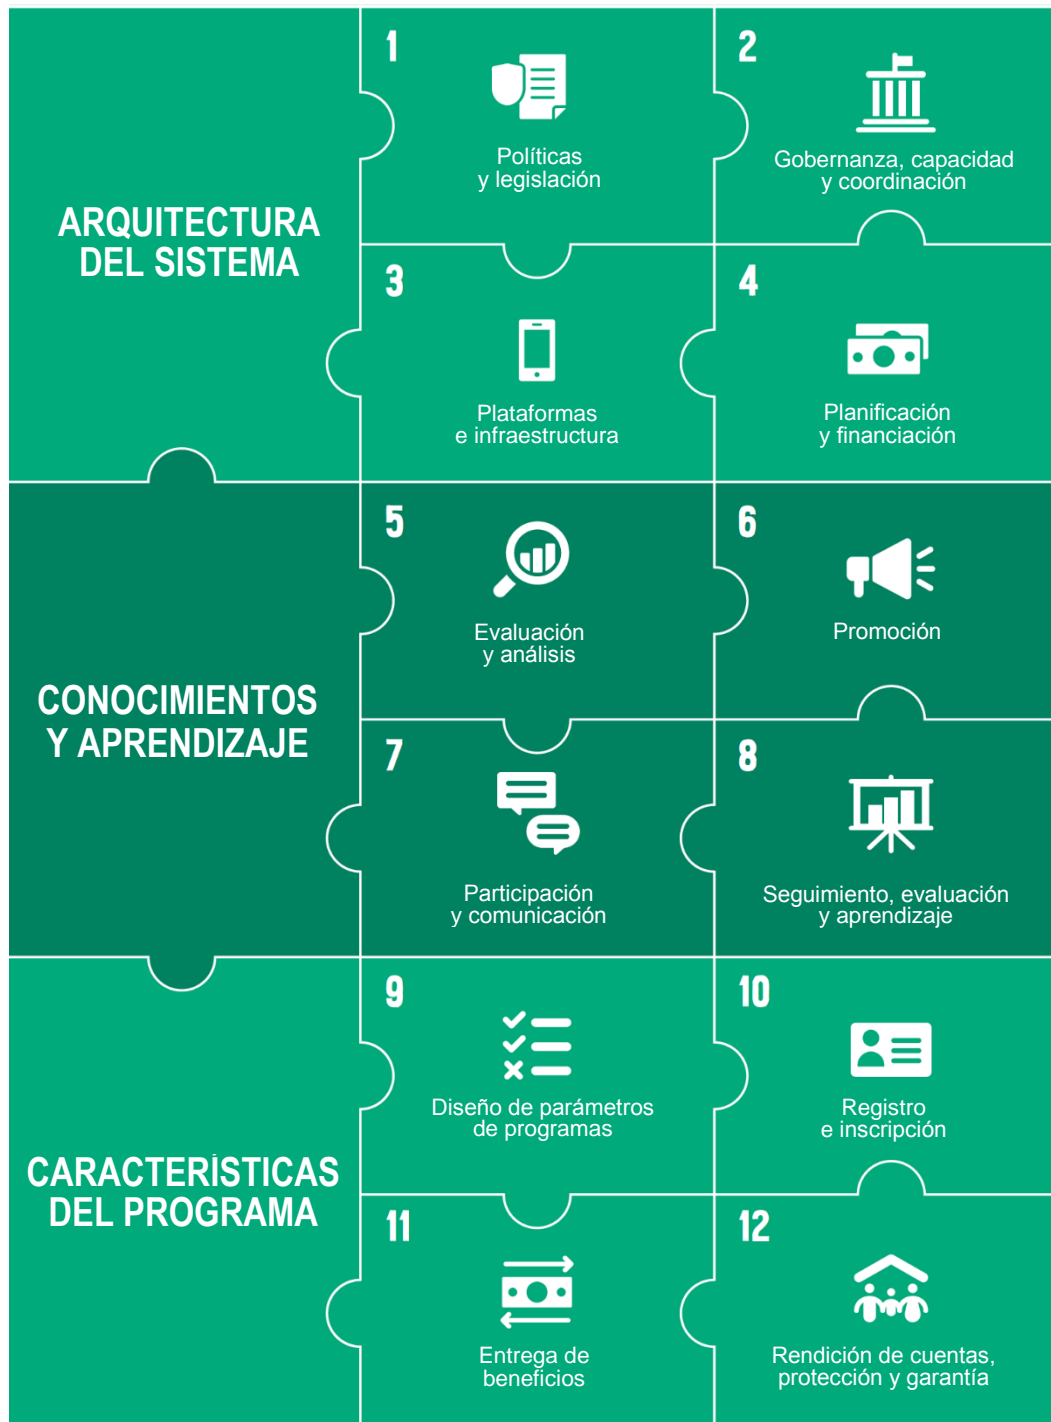 ARQUITECTURA
DEL SISTEMA
1
Políticas
y legislación
2
Gobernanza, capacidad
y coordinación
3
Plataformas
e infraestructura
4
Planificación
y financiación
CONOCIMIENTOS
Y APRENDIZAJE
5
Evaluación
y análisis
6
Promoción
7
Participación
y comunicación
8
Seguimiento, evaluación
y aprendizaje
CARACTERÍSTICAS
DEL PROGRAMA
9
Diseño de parámetros
de programas
10
Registro
e inscripción
11
Entrega de
beneficios
12
Rendición de cuentas,
protección y garantía